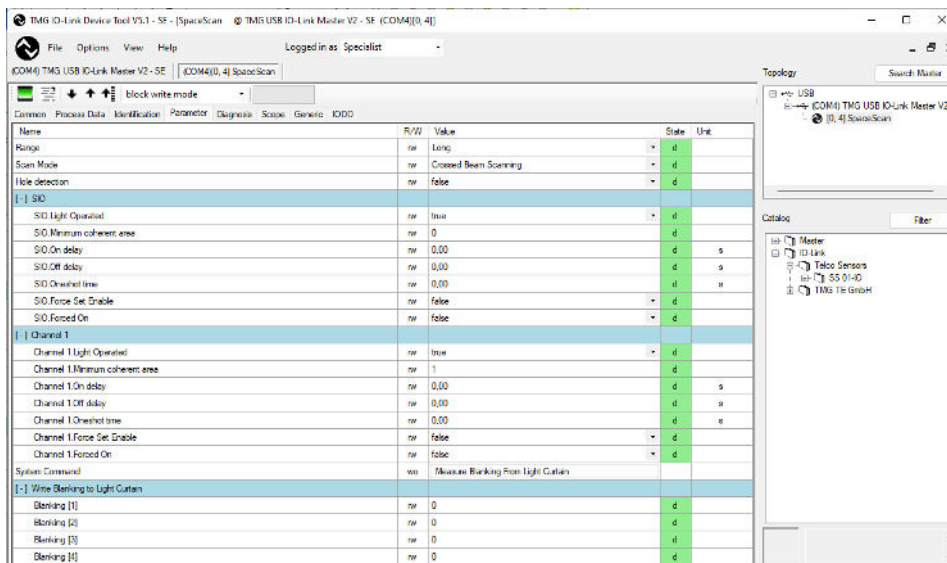 TMG IO-Link Device Tool V5.1 - SE - [SpaceScan @ TMG USB IO-Link Master V2 - SE (COM4)[0, 4]]
File Options View Help Logged in as Specialist
(COM4) TMG USB IO-Link Master V2 - SE (COM4)[0, 4] SpaceScan
block write mode
Common Process Data Identification Parameter Diagnosis Scope Generic IODD
Name R/W Value State Unit
Range rw Long d
Scan Mode rw Crossed Beam Scanning d
Hole detection rw false d
[-] SIO
SIO.Light Operated rw true d
SIO.Minimum coherent area rw 0 d
SIO.On delay rw 0,00 d s
SIO.Off delay rw 0,00 d s
SIO.Oneshot time rw 0,00 d s
SIO.Force Set Enable rw false d
SIO.Forced On rw false d
[-] Channel 1
Channel 1.Light Operated rw true d
Channel 1.Minimum coherent area rw 1 d
Channel 1.On delay rw 0,00 d s
Channel 1.Off delay rw 0,00 d s
Channel 1.Oneshot time rw 0,00 d s
Channel 1.Force Set Enable rw false d
Channel 1.Forced On rw false d
System Command wo Measure Blanking From Light Curtain
[-] Write Blanking to Light Curtain
Blanking [1] rw 0 d
Blanking [2] rw 0 d
Blanking [3] rw 0 d
Blanking [4] rw 0 d
Topology Search Master
USB
(COM4) TMG USB IO-Link Master V2
[0, 4] SpaceScan
Catalog Filter
Master
IO-Link
Telco Sensors
SS 01-IO
TMG TE GmbH